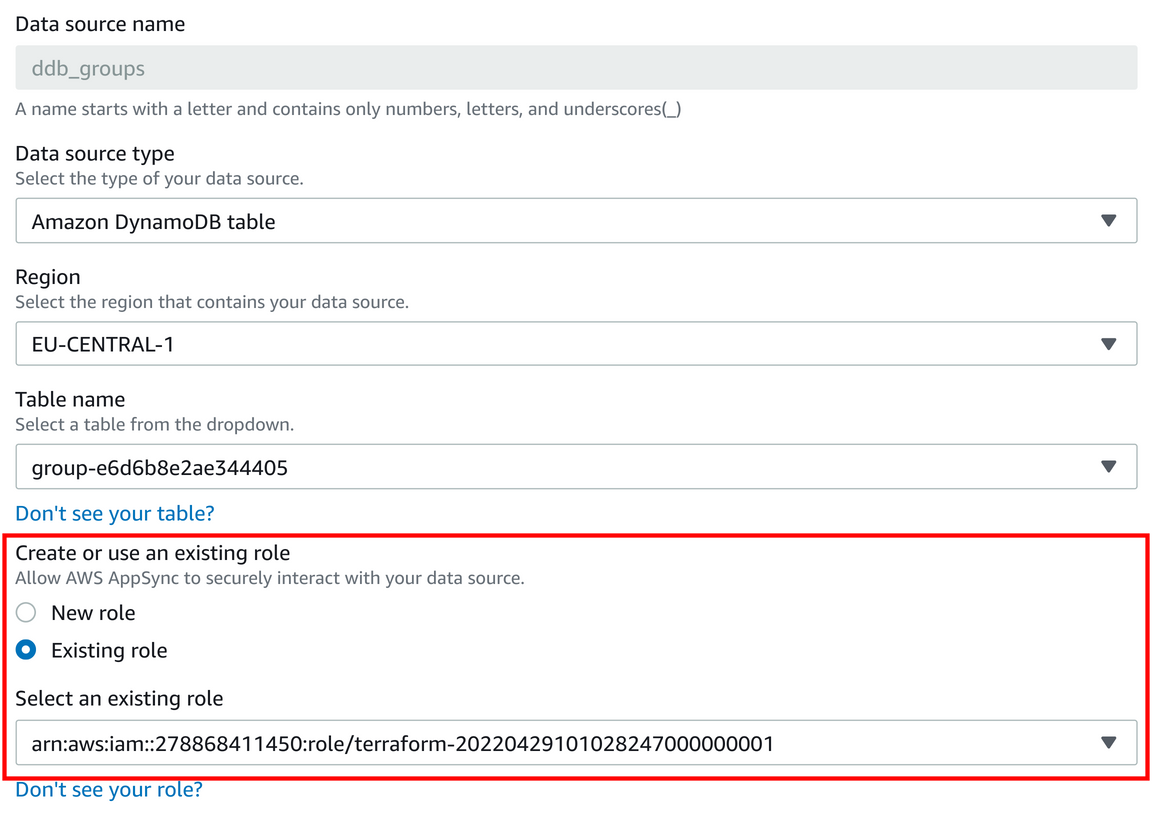 Data source name
ddb_groups
A name starts with a letter and contains only numbers, letters, and underscores(_)
Data source type
Select the type of your data source.
Amazon DynamoDB table
Region
Select the region that contains your data source.
EU-CENTRAL-1
Table name
Select a table from the dropdown.
group-e6d6b8e2ae344405
Don't see your table?
Create or use an existing role
Allow AWS AppSync to securely interact with your data source.
New role
Existing role
Select an existing role
arn:aws:iam::278868411450:role/terraform-20220429101028247000000001
Don't see your role?